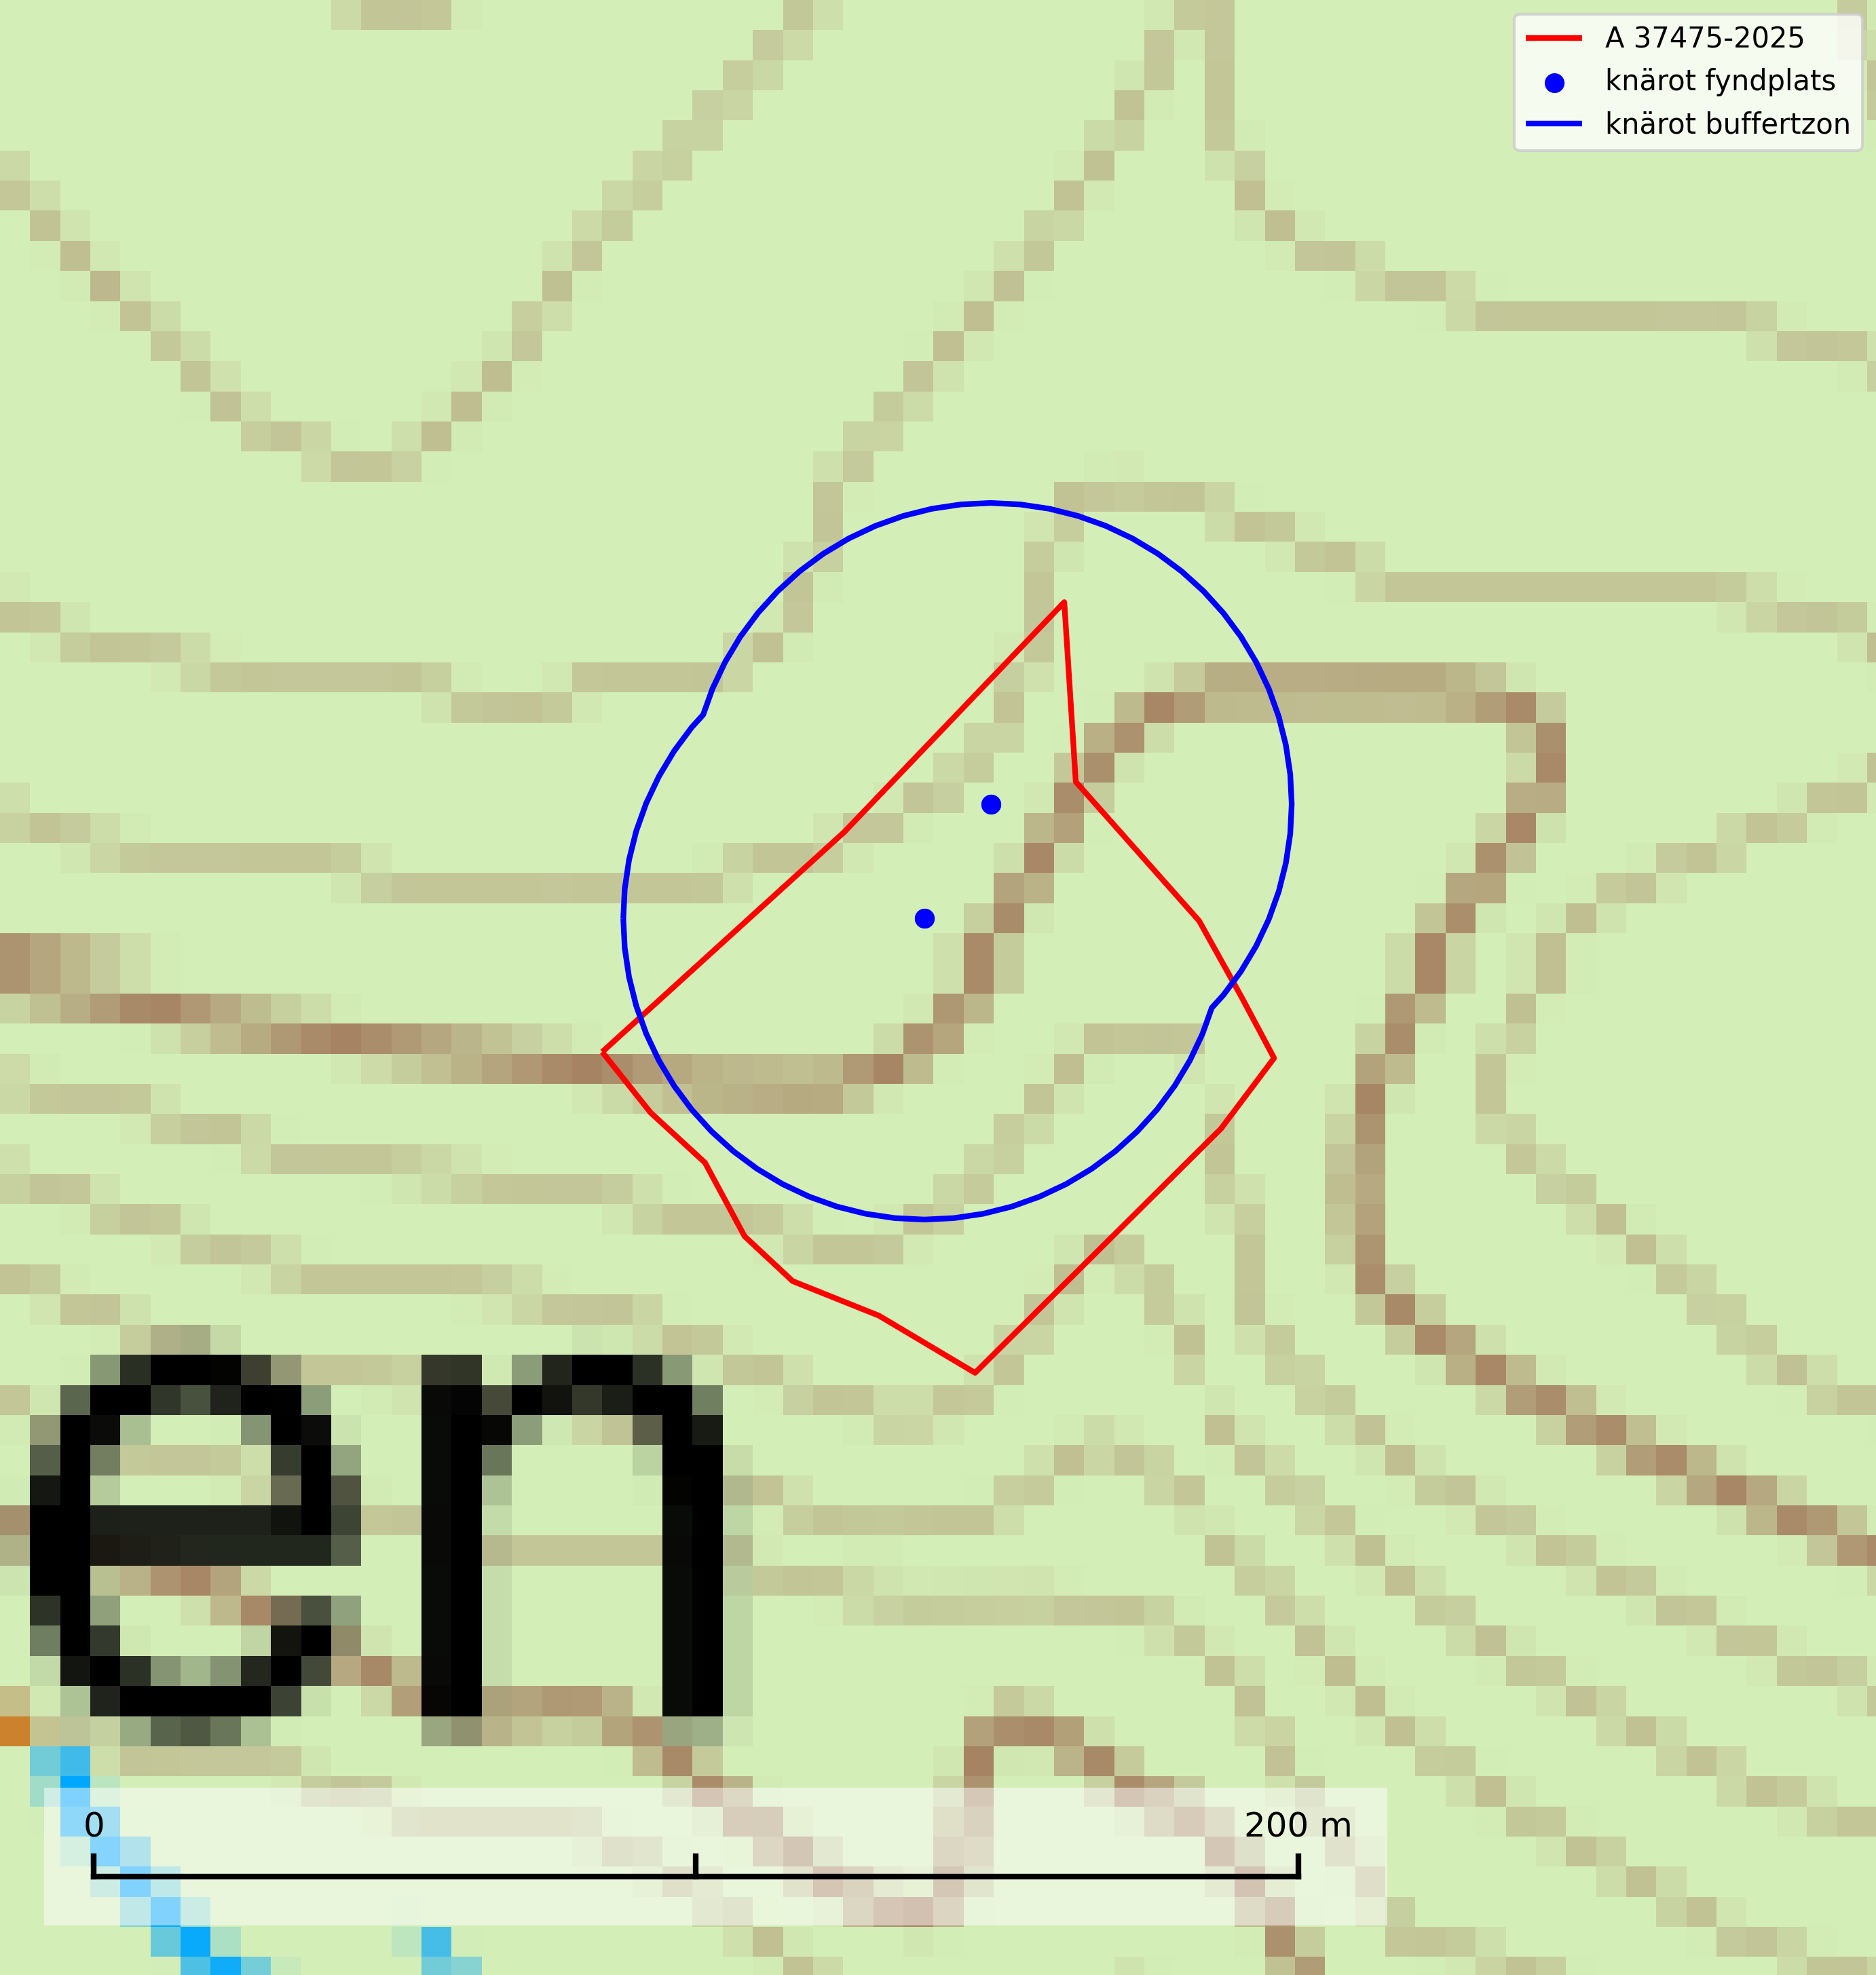 A 37475-2025
knärot fyndplats
knärot buffertzon
en
0 200 m